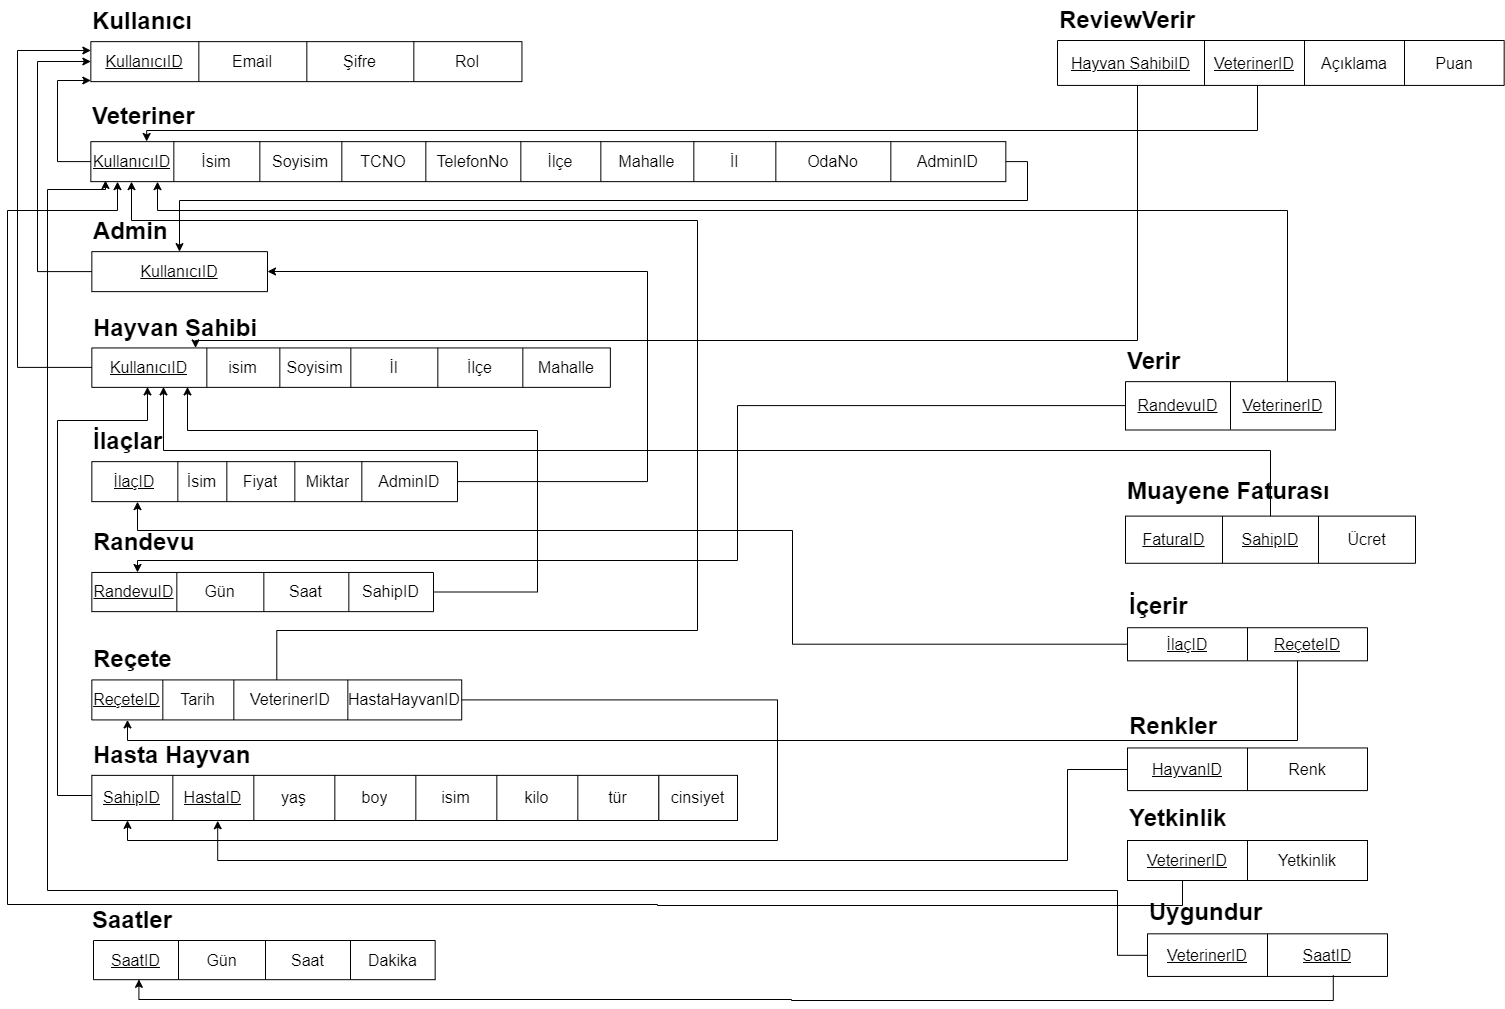 Kullanıcı
KullanıcıID Email Şifre Rol
Veteriner
KullanıcıID İsim Soyisim TCNO TelefonNo İlçe Mahalle İl OdaNo AdminID
Admin
KullanıcıID
Hayvan Sahibi
KullanıcıID isim Soyisim İl İlçe Mahalle
İlaçlar
İlaçID İsim Fiyat Miktar AdminID
Randevu
RandevuID Gün Saat SahipID
Reçete
ReçeteID Tarih VeterinerID HastaHayvanID
Hasta Hayvan
SahipID HastaID yaş boy isim kilo tür cinsiyet
Saatler
SaatID Gün Saat Dakika
ReviewVerir
Hayvan SahibiID VeterinerID Açıklama Puan
Verir
RandevuID VeterinerID
Muayene Faturası
FaturaID SahipID Ücret
İçerir
İlaçID ReçeteID
Renkler
HayvanID Renk
Yetkinlik
VeterinerID Yetkinlik
Uygundur
VeterinerID SaatID